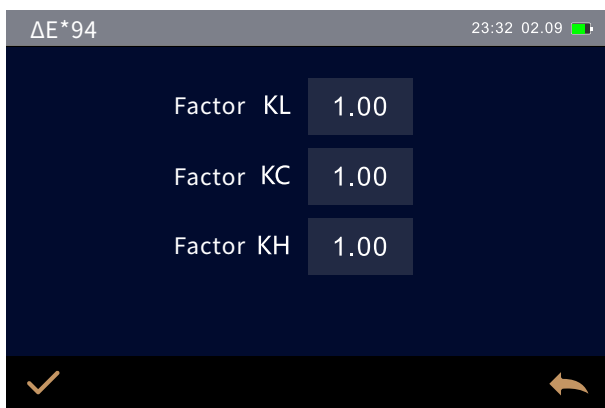 ΔE*94 23:32 02.09
Factor KL 1.00
Factor KC 1.00
Factor KH 1.00